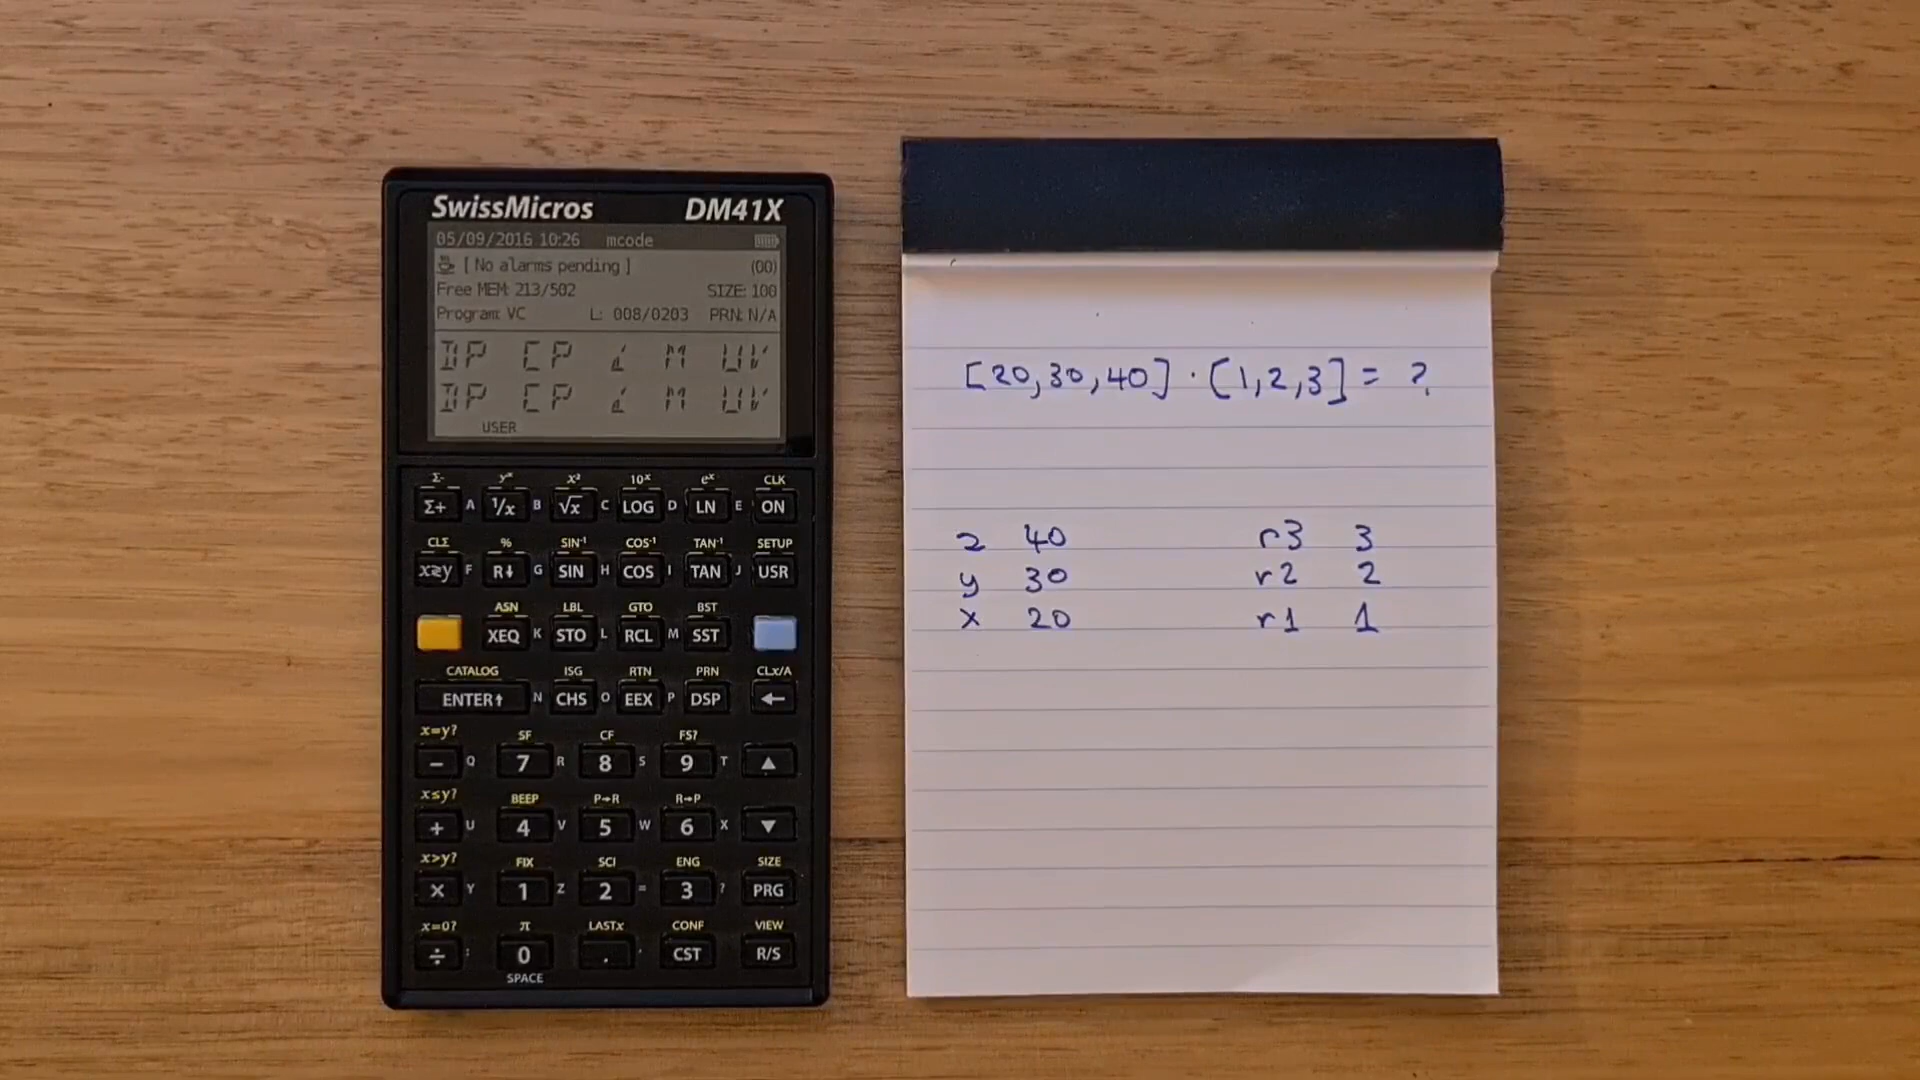 SwissMicros DM41X
05/09/2016 10:26 mcode
[ No alarms pending ] (00)
Free MEM: 213/502 SIZE: 100
Program: VC L: 008/0203 PRN: N/A
DP CP ∠ M UV
DP CP ∠ M UV
USER
Σ- yˣ x² 10ˣ eˣ CLK
Σ+ A 1/x B √x C LOG D LN E ON
CLΣ % SIN⁻¹ COS⁻¹ TAN⁻¹ SETUP
x≷y F R↓ G SIN H COS I TAN J USR
ASN LBL GTO BST
XEQ K STO L RCL M SST
CATALOG ISG RTN PRN CLx/A
ENTER↑ N CHS O EEX P DSP ←
x=y? SF CF FS?
− Q 7 R 8 S 9 T ▲
x≤y? BEEP P→R R→P
+ U 4 V 5 W 6 X ▼
x>y? FIX SCI ENG SIZE
× Y 1 Z 2 = 3 ? PRG
x=0? π LASTx CONF VIEW
÷ : 0 . , CST R/S
SPACE
[20,30,40] · [1,2,3] = ?
z 40 r3 3
y 30 r2 2
x 20 r1 1